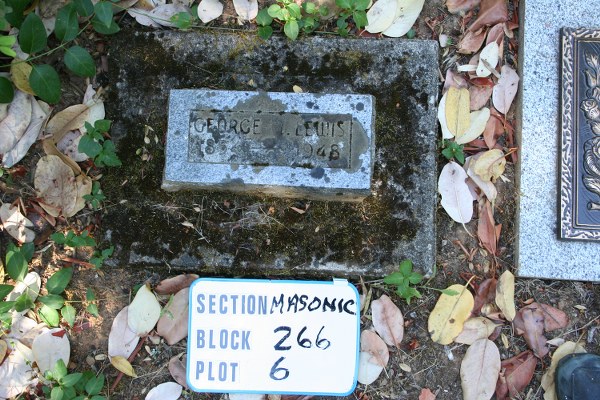 GEORGE LEWIS
1948
SECTION MASONIC
BLOCK 266
PLOT 6